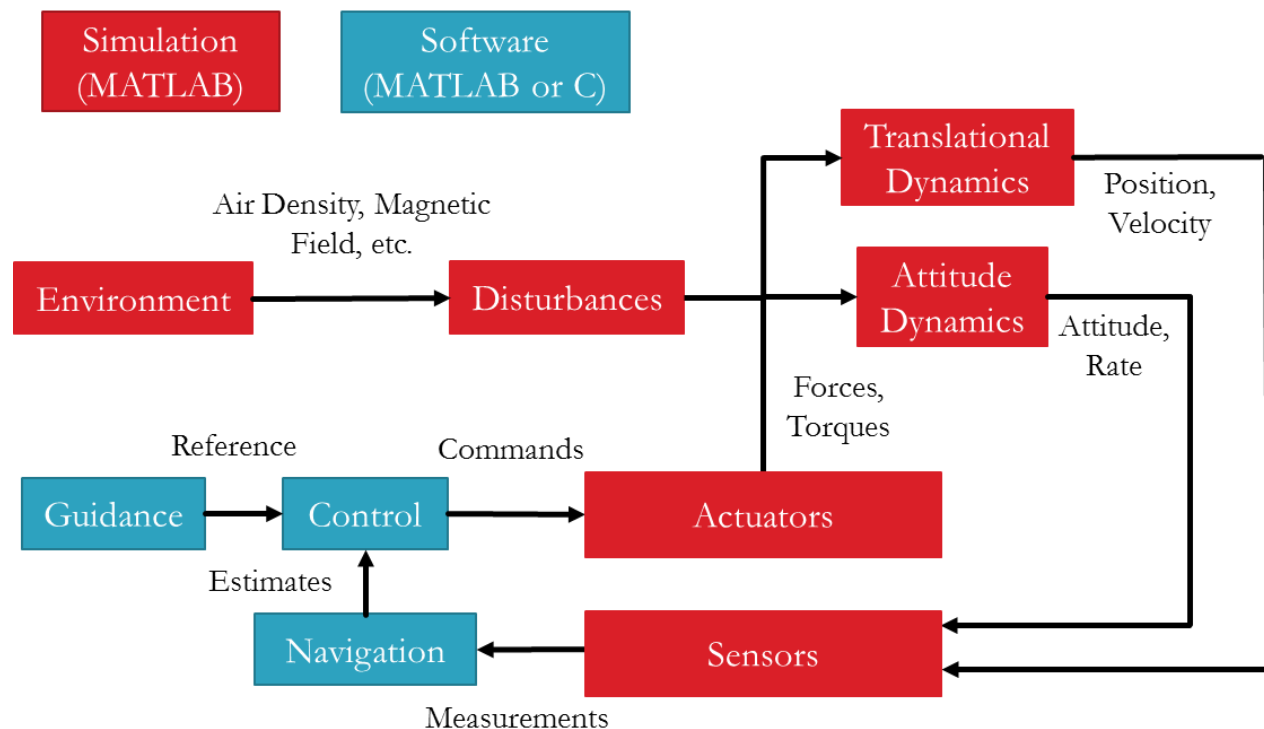 Simulation
(MATLAB)
Software
(MATLAB or C)
Translational
Dynamics
Position,
Velocity
Air Density, Magnetic
Field, etc.
Environment
Disturbances
Attitude
Dynamics
Attitude,
Rate
Forces,
Torques
Reference
Commands
Guidance
Control
Actuators
Estimates
Navigation
Sensors
Measurements